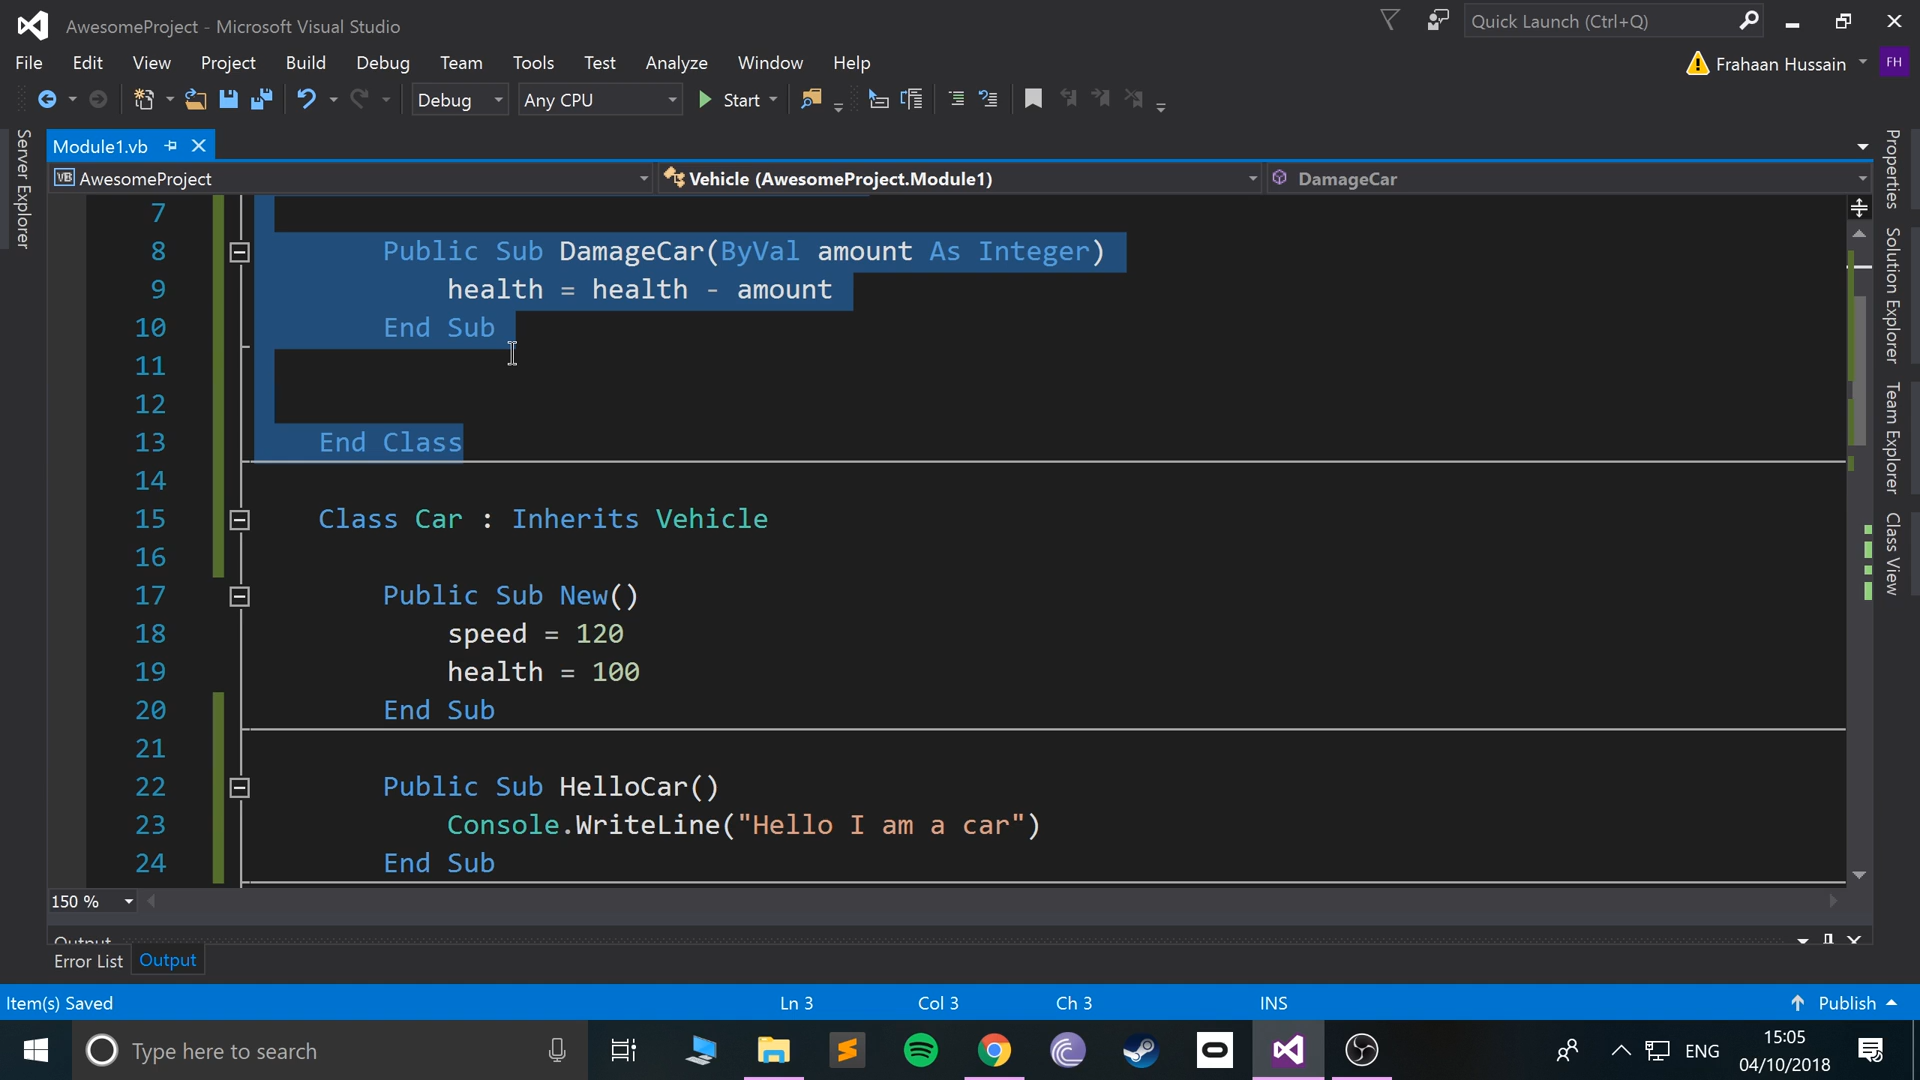 AwesomeProject - Microsoft Visual Studio
Quick Launch (Ctrl+Q)
File Edit View Project Build Debug Team Tools Test Analyze Window Help
Frahaan Hussain FH
Debug Any CPU Start
Server Explorer
Module1.vb
VB AwesomeProject Vehicle (AwesomeProject.Module1) DamageCar
7
8 Public Sub DamageCar(ByVal amount As Integer)
9 health = health - amount
10 End Sub
11
12
13 End Class
14
15 Class Car : Inherits Vehicle
16
17 Public Sub New()
18 speed = 120
19 health = 100
20 End Sub
21
22 Public Sub HelloCar()
23 Console.WriteLine("Hello I am a car")
24 End Sub
Properties
Solution Explorer
Team Explorer
Class View
150 %
Output
Error List Output
Item(s) Saved Ln 3 Col 3 Ch 3 INS Publish
Type here to search
ENG
15:05
04/10/2018